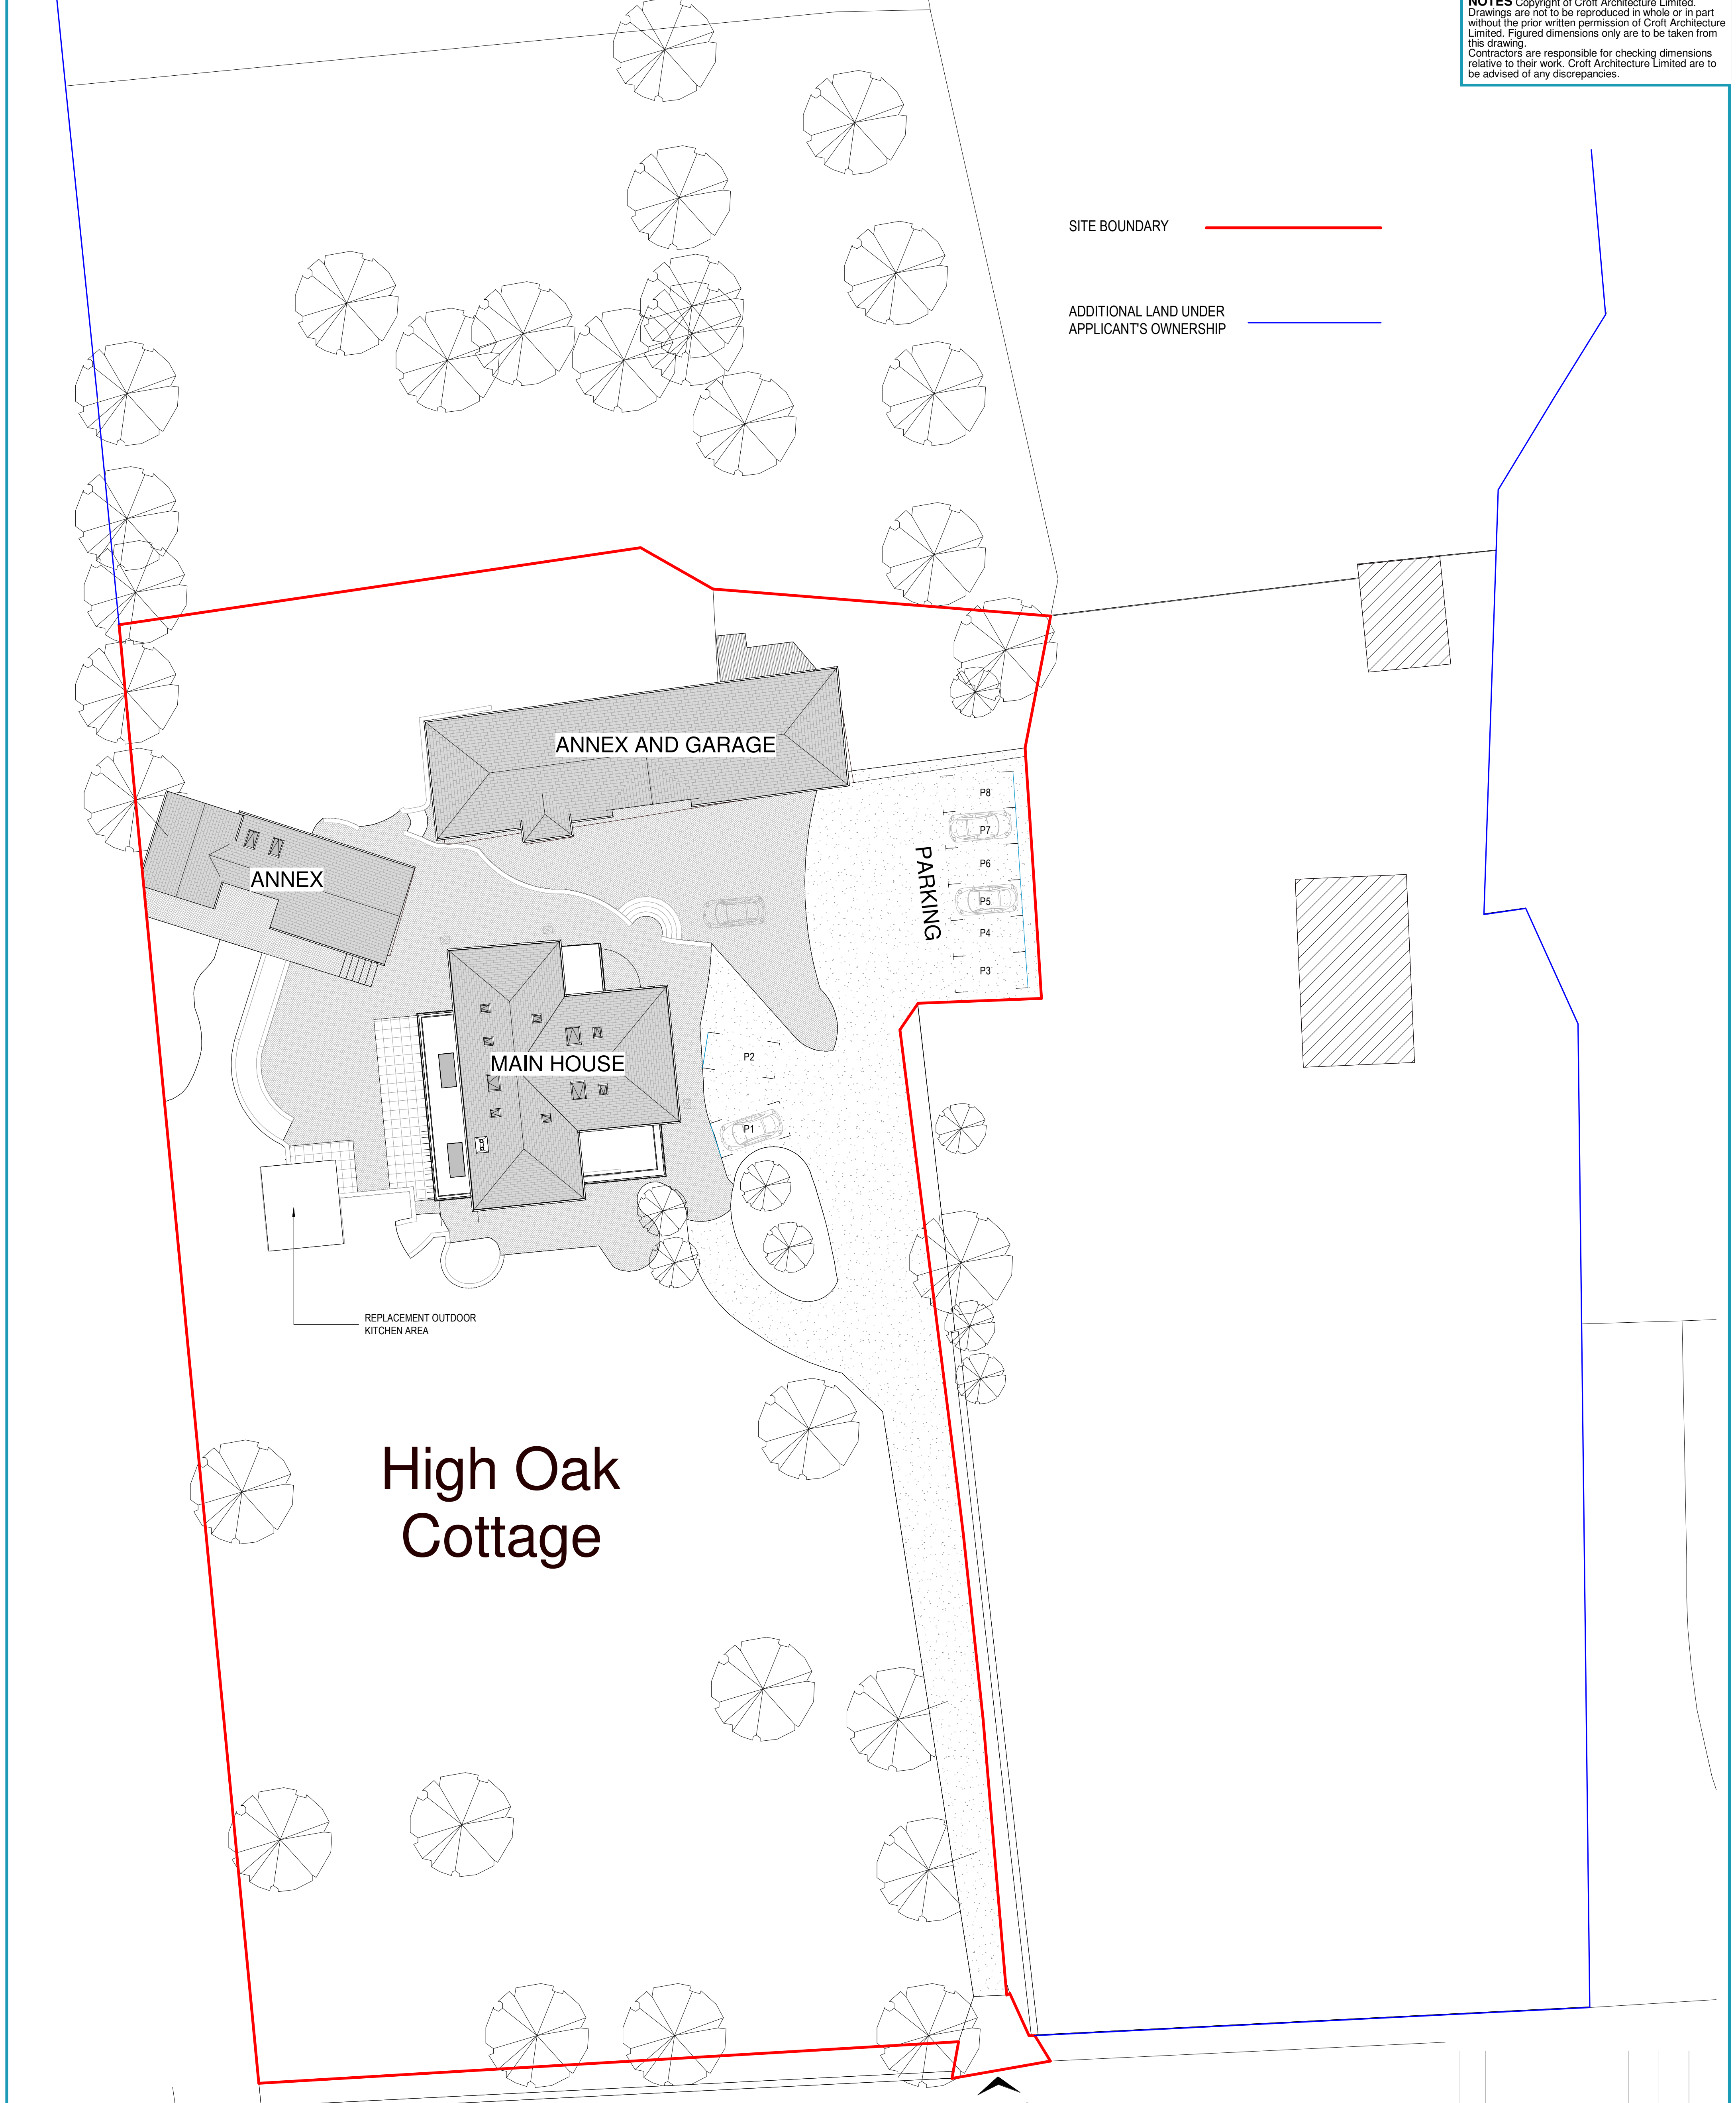 NOTES Copyright of Croft Architecture Limited.
Drawings are not to be reproduced in whole or in part
without the prior written permission of Croft Architecture
Limited. Figured dimensions only are to be taken from
this drawing.
Contractors are responsible for checking dimensions
relative to their work. Croft Architecture Limited are to
be advised of any discrepancies.
SITE BOUNDARY
ADDITIONAL LAND UNDER
APPLICANT'S OWNERSHIP
ANNEX AND GARAGE
ANNEX
PARKING
P8
P7
P6
P5
P4
P3
MAIN HOUSE
P2
P1
REPLACEMENT OUTDOOR
KITCHEN AREA
High Oak
Cottage